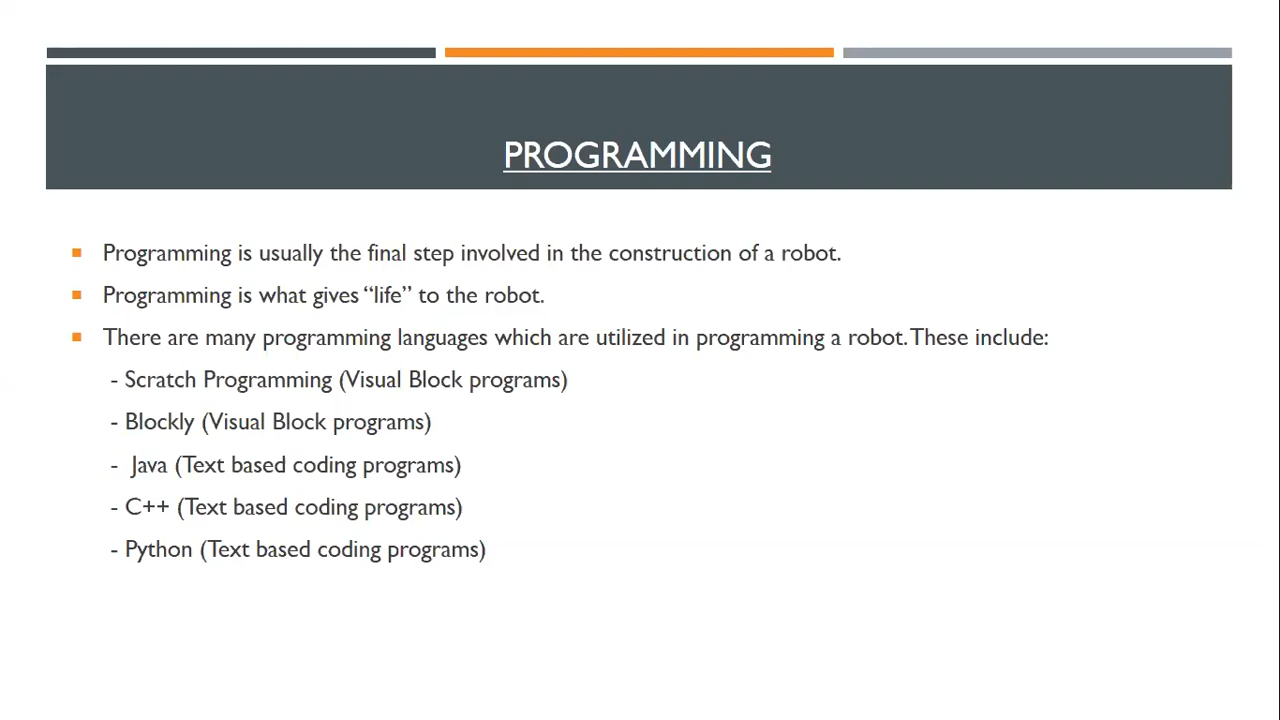 PROGRAMMING
Programming is usually the final step involved in the construction of a robot.
Programming is what gives “life” to the robot.
There are many programming languages which are utilized in programming a robot. These include:
- Scratch Programming (Visual Block programs)
- Blockly (Visual Block programs)
- Java (Text based coding programs)
- C++ (Text based coding programs)
- Python (Text based coding programs)